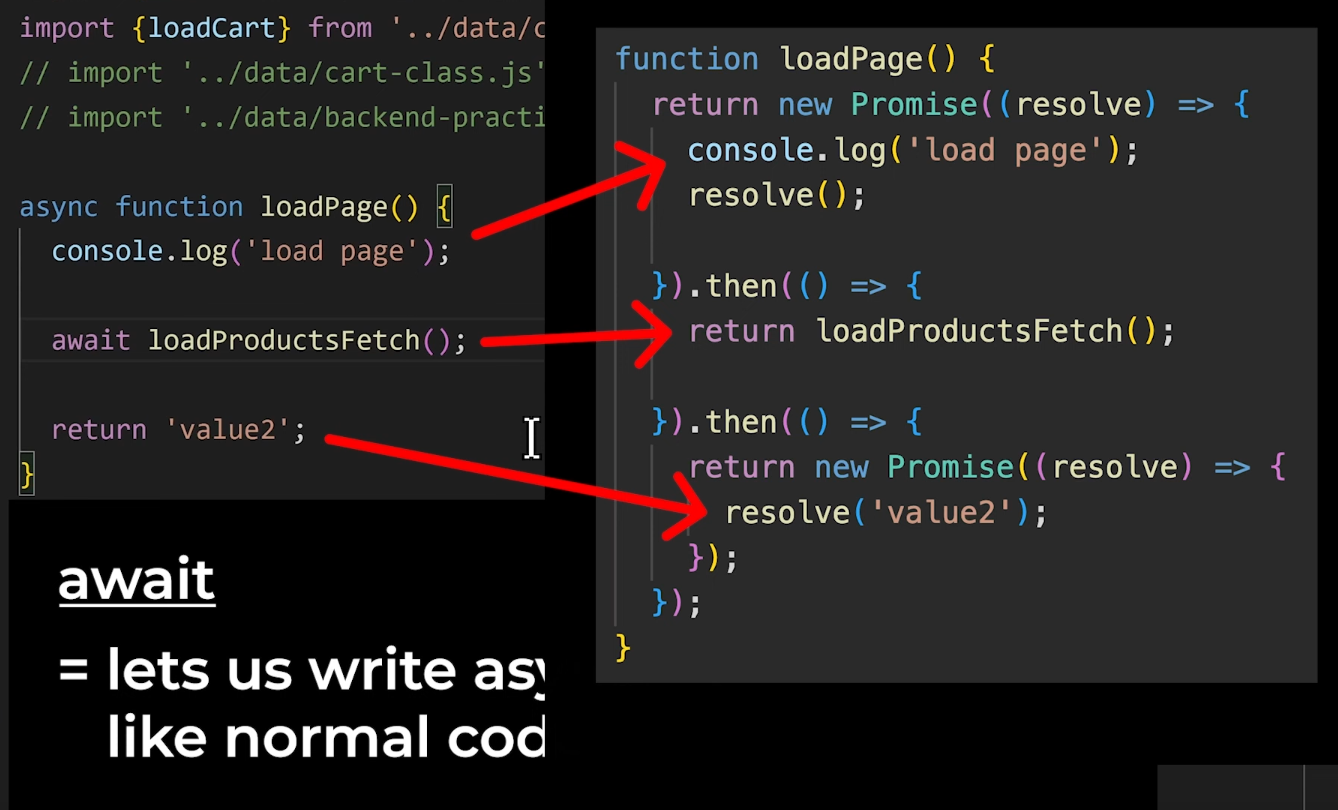 import {loadCart} from '../data/c
// import '../data/cart-class.js'
// import '../data/backend-practi
async function loadPage() {
console.log('load page');
await loadProductsFetch();
return 'value2';
}
await
= lets us write asy
like normal cod
function loadPage() {
return new Promise((resolve) => {
console.log('load page');
resolve();
}).then(() => {
return loadProductsFetch();
}).then(() => {
return new Promise((resolve) => {
resolve('value2');
});
});
}